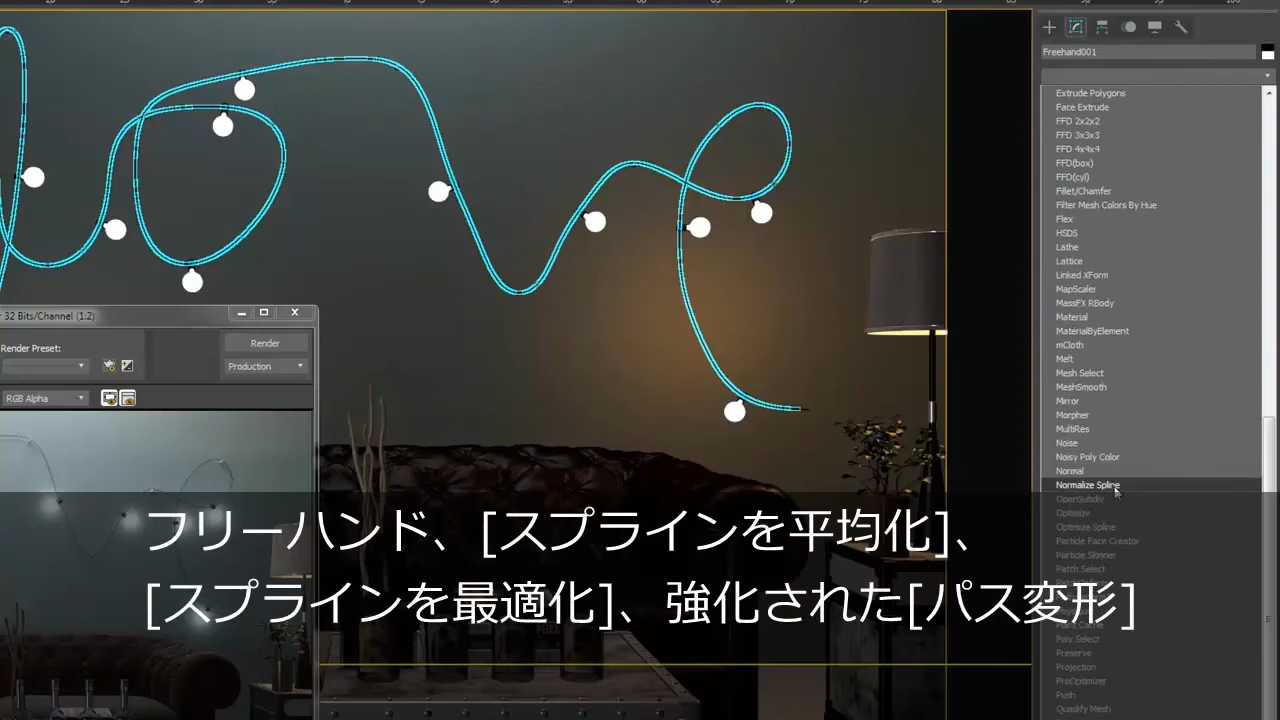 Freehand001
Extrude Polygons
Face Extrude
FFD 2x2x2
FFD 3x3x3
FFD 4x4x4
FFD(box)
FFD(cyl)
Fillet/Chamfer
Filter Mesh Colors By Hue
Flex
HSDS
Lathe
Lattice
Linked XForm
MapScaler
MassFX RBody
Material
MaterialByElement
mCloth
Melt
Mesh Select
MeshSmooth
Mirror
Morpher
MultiRes
Noise
Noisy Poly Color
Normal
Normalize Spline
OpenSubdiv
Optimize
Optimize Spline
Particle Face Creator
Particle Skinner
Patch Select
Paint Cache
Poly Select
Preserve
Projection
ProOptimizer
Push
Quadify Mesh
32 Bits/Channel (1:2)
Render Preset:
Render
Production
RGB Alpha
フリーハンド、[スプラインを平均化]、
[スプラインを最適化]、強化された[パス変形]